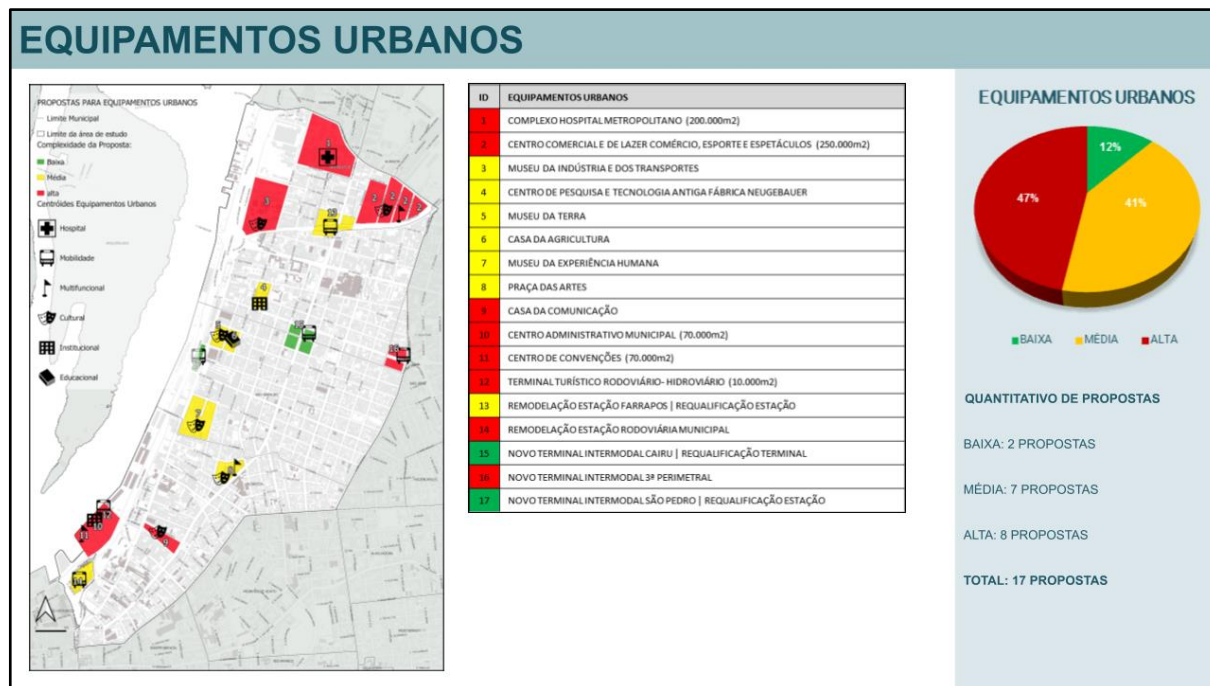 EQUIPAMENTOS URBANOS
PROPOSTAS PARA EQUIPAMENTOS URBANOS
Limite Municipal
Limite da área de estudo
Complexidade da Proposta:
Baixa
Média
alta
Centróides Equipamentos Urbanos
Hospital
Mobilidade
Multifuncional
Cultural
Institucional
Educacional
ID EQUIPAMENTOS URBANOS
1 COMPLEXO HOSPITAL METROPOLITANO (200.000m2)
2 CENTRO COMERCIAL E DE LAZER COMÉRCIO, ESPORTE E ESPETÁCULOS (250.000m2)
3 MUSEU DA INDÚSTRIA E DOS TRANSPORTES
4 CENTRO DE PESQUISA E TECNOLOGIA ANTIGA FÁBRICA NEUGEBAUER
5 MUSEU DA TERRA
6 CASA DA AGRICULTURA
7 MUSEU DA EXPERIÊNCIA HUMANA
8 PRAÇA DAS ARTES
9 CASA DA COMUNICAÇÃO
10 CENTRO ADMINISTRATIVO MUNICIPAL (70.000m2)
11 CENTRO DE CONVENÇÕES (70.000m2)
12 TERMINAL TURÍSTICO RODOVIÁRIO- HIDROVIÁRIO (10.000m2)
13 REMODELAÇÃO ESTAÇÃO FARRAPOS | REQUALIFICAÇÃO ESTAÇÃO
14 REMODELAÇÃO ESTAÇÃO RODOVIÁRIA MUNICIPAL
15 NOVO TERMINAL INTERMODAL CAIRU | REQUALIFICAÇÃO TERMINAL
16 NOVO TERMINAL INTERMODAL 3ª PERIMETRAL
17 NOVO TERMINAL INTERMODAL SÃO PEDRO | REQUALIFICAÇÃO ESTAÇÃO
EQUIPAMENTOS URBANOS
12%
47%
41%
BAIXA MÉDIA ALTA
QUANTITATIVO DE PROPOSTAS
BAIXA: 2 PROPOSTAS
MÉDIA: 7 PROPOSTAS
ALTA: 8 PROPOSTAS
TOTAL: 17 PROPOSTAS